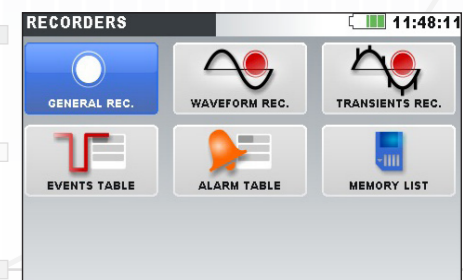 RECORDERS 11:48:11
GENERAL REC. WAVEFORM REC. TRANSIENTS REC.
EVENTS TABLE ALARM TABLE MEMORY LIST